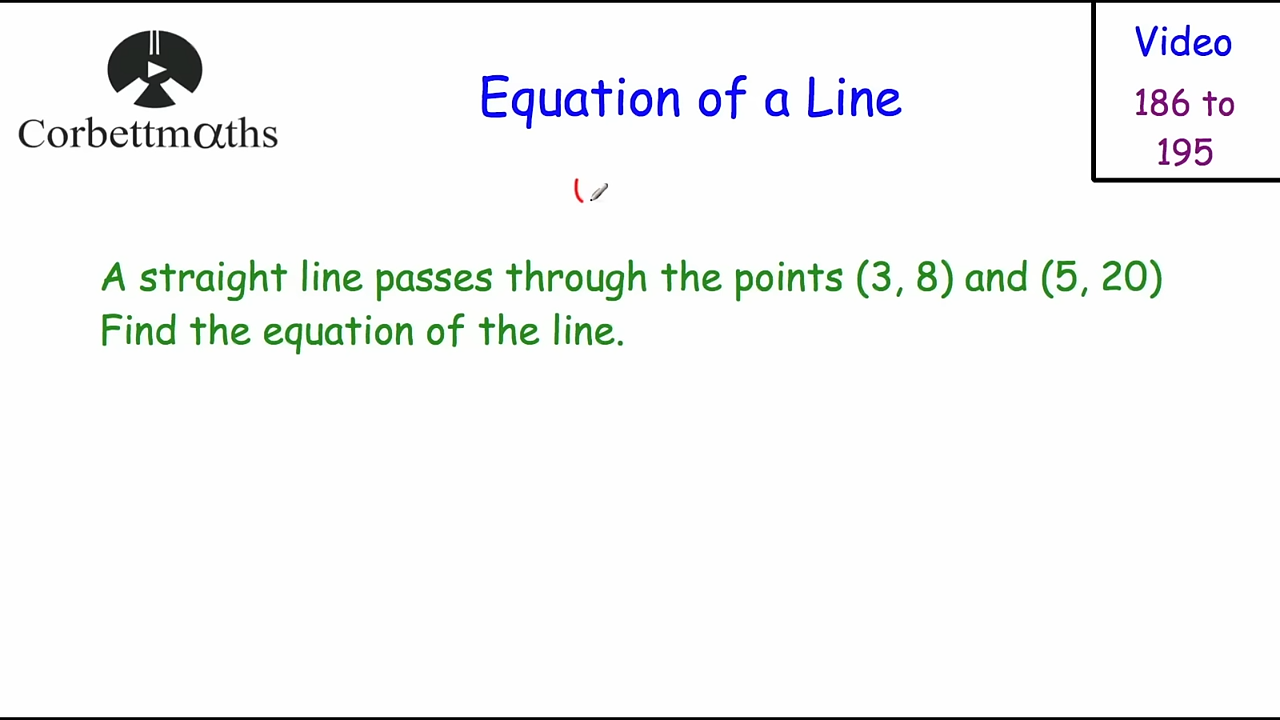 Corbettmαths
Equation of a Line
Video
186 to
195
(
A straight line passes through the points (3, 8) and (5, 20)
Find the equation of the line.